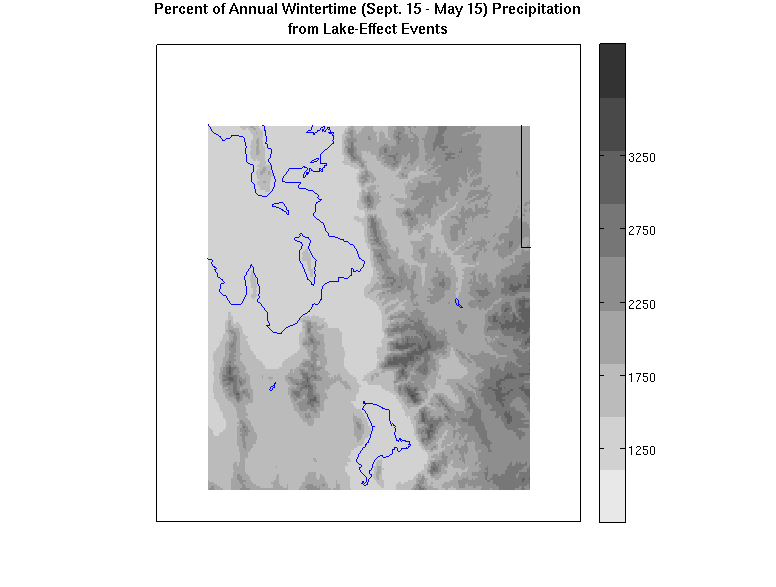 Percent of Annual Wintertime (Sept. 15 - May 15) Precipitation
from Lake-Effect Events
3250
2750
2250
1750
1250